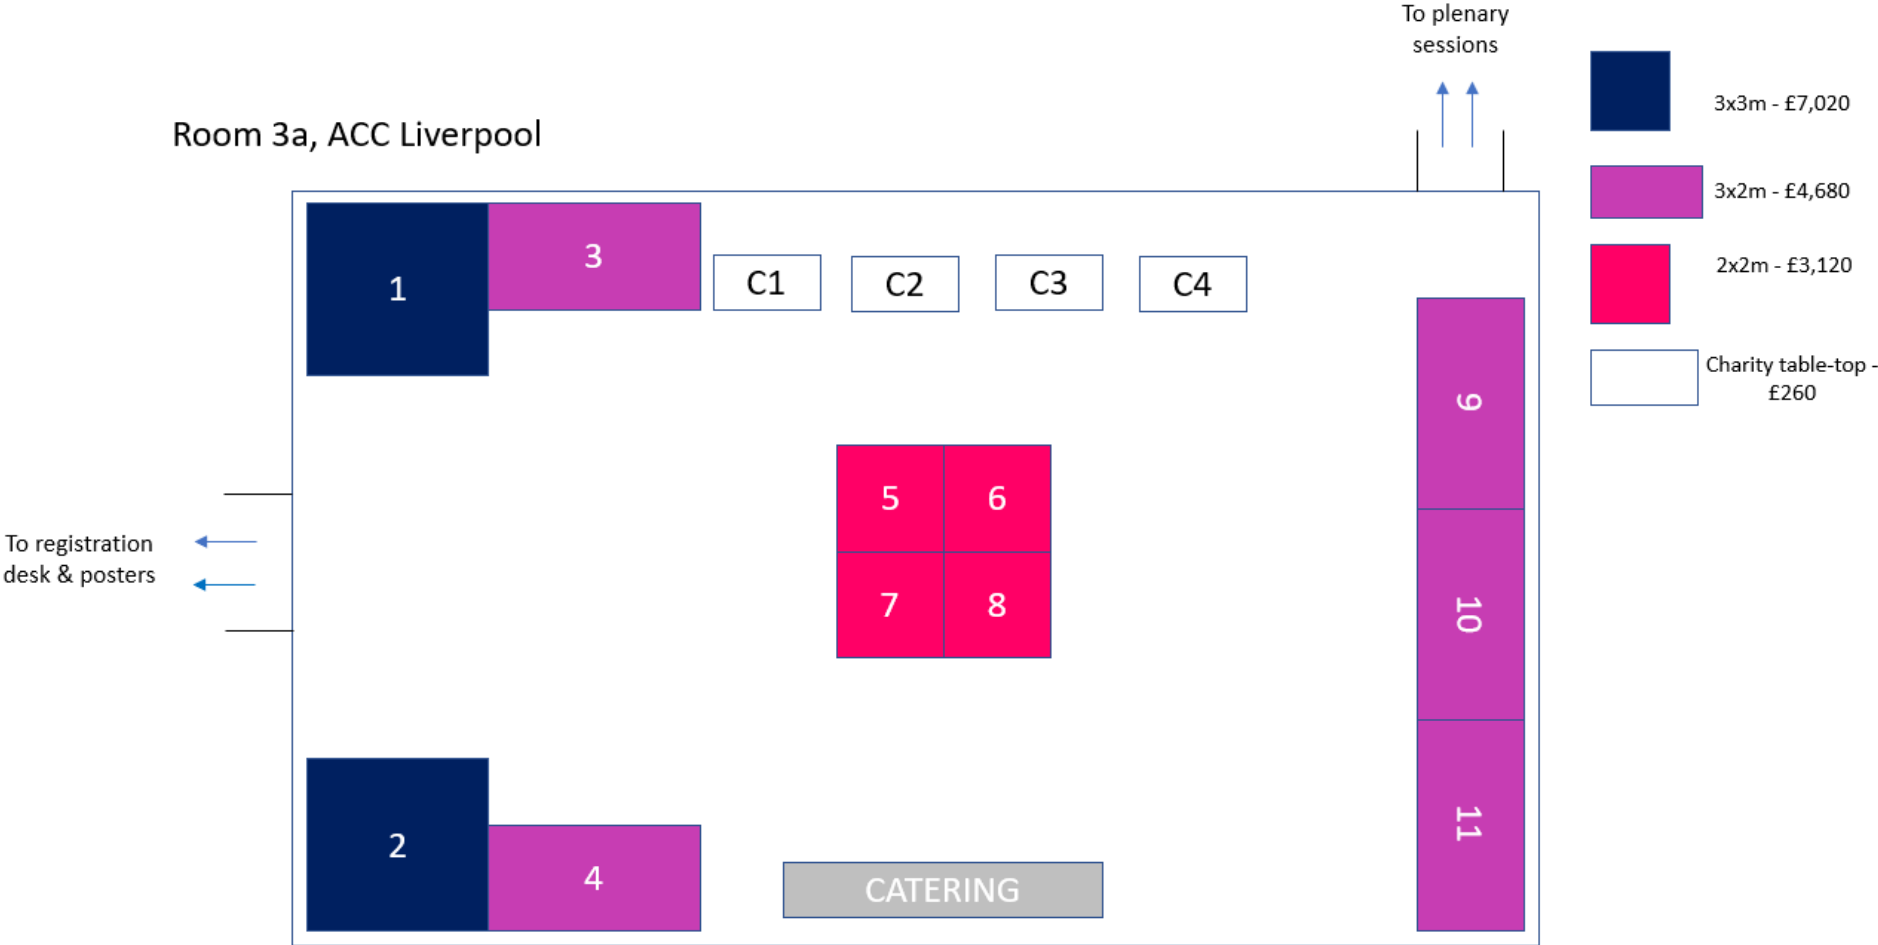 To plenary
sessions
3x3m - £7,020
Room 3a, ACC Liverpool
3x2m - £4,680
2x2m - £3,120
Charity table-top -
£260
1
3
C1
C2
C3
C4
9
5
6
To registration
desk & posters
7
8
10
2
4
CATERING
11